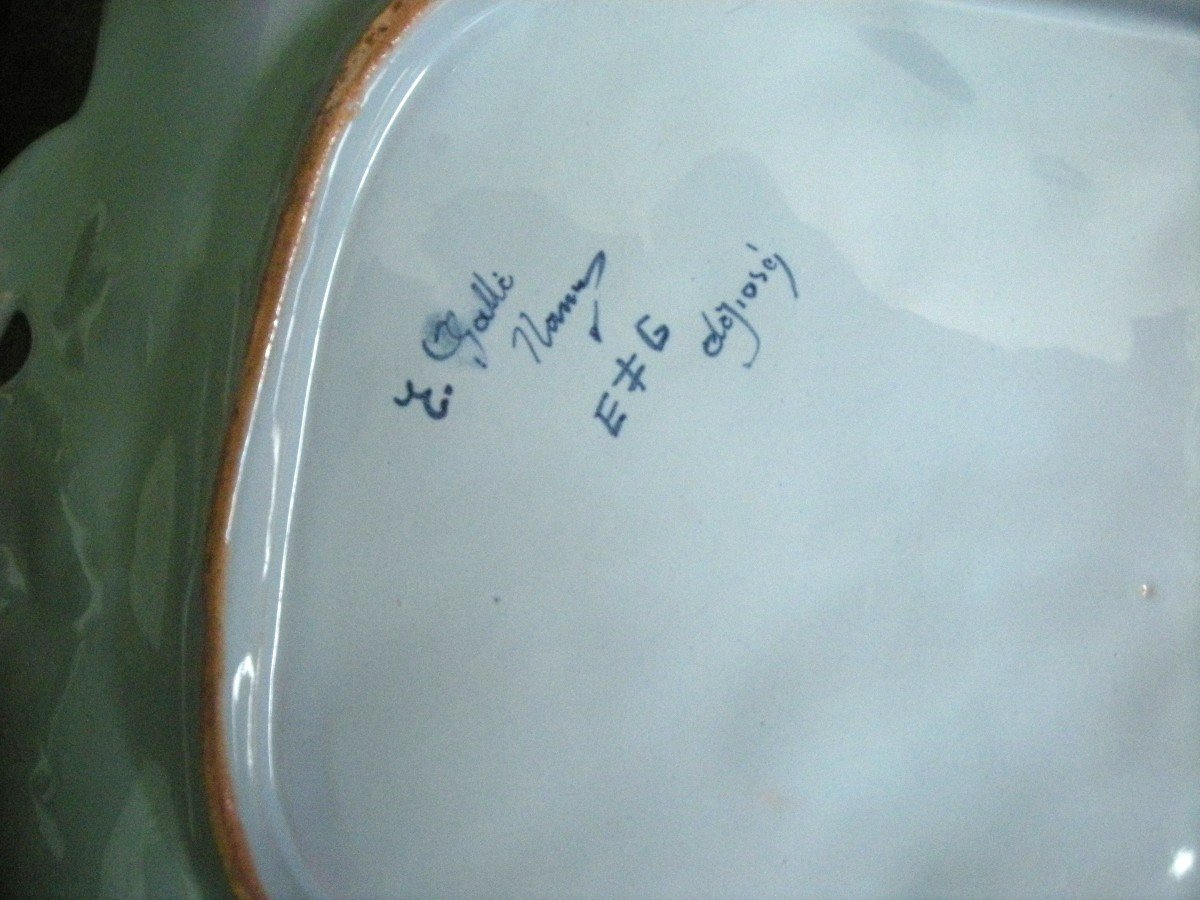 E. Gallé
Nancy
E ‡ G
déposé